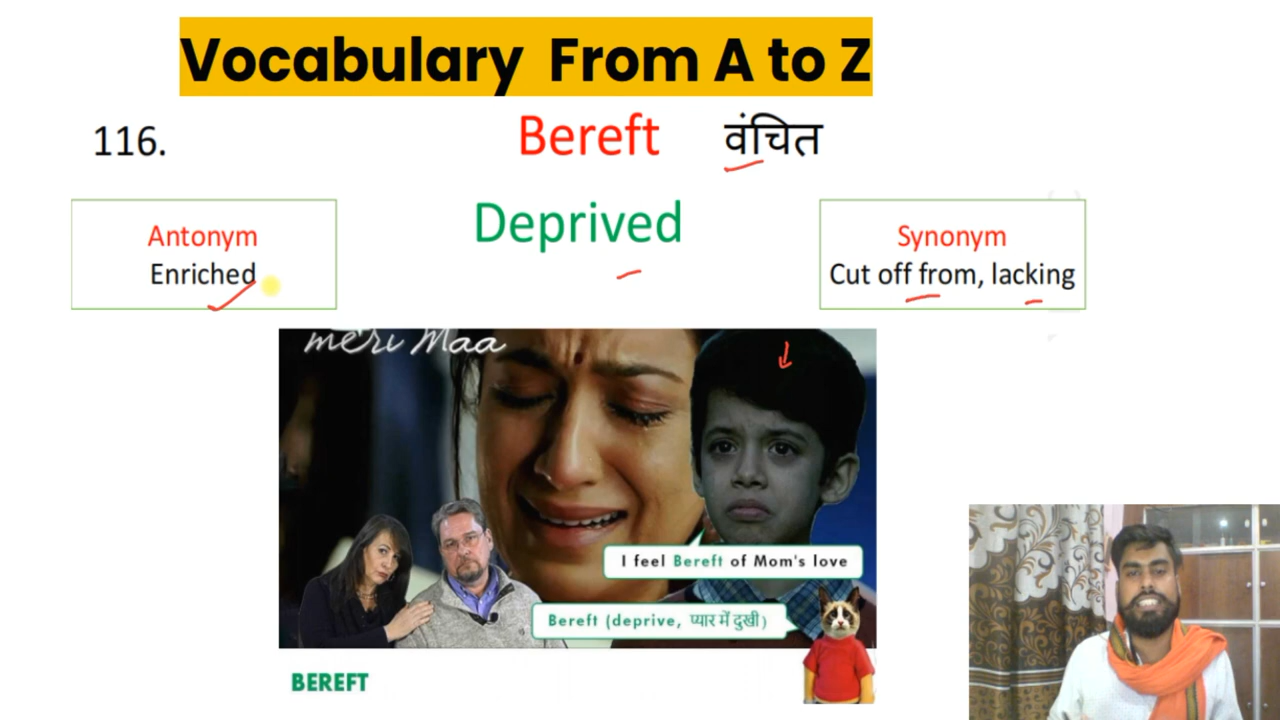 Vocabulary From A to Z
116.
Bereft वंचित
Deprived
Antonym
Enriched
Synonym
Cut off from, lacking
meri Maa
I feel Bereft of Mom's love
Bereft (deprive, प्यार में दुखी)
BEREFT